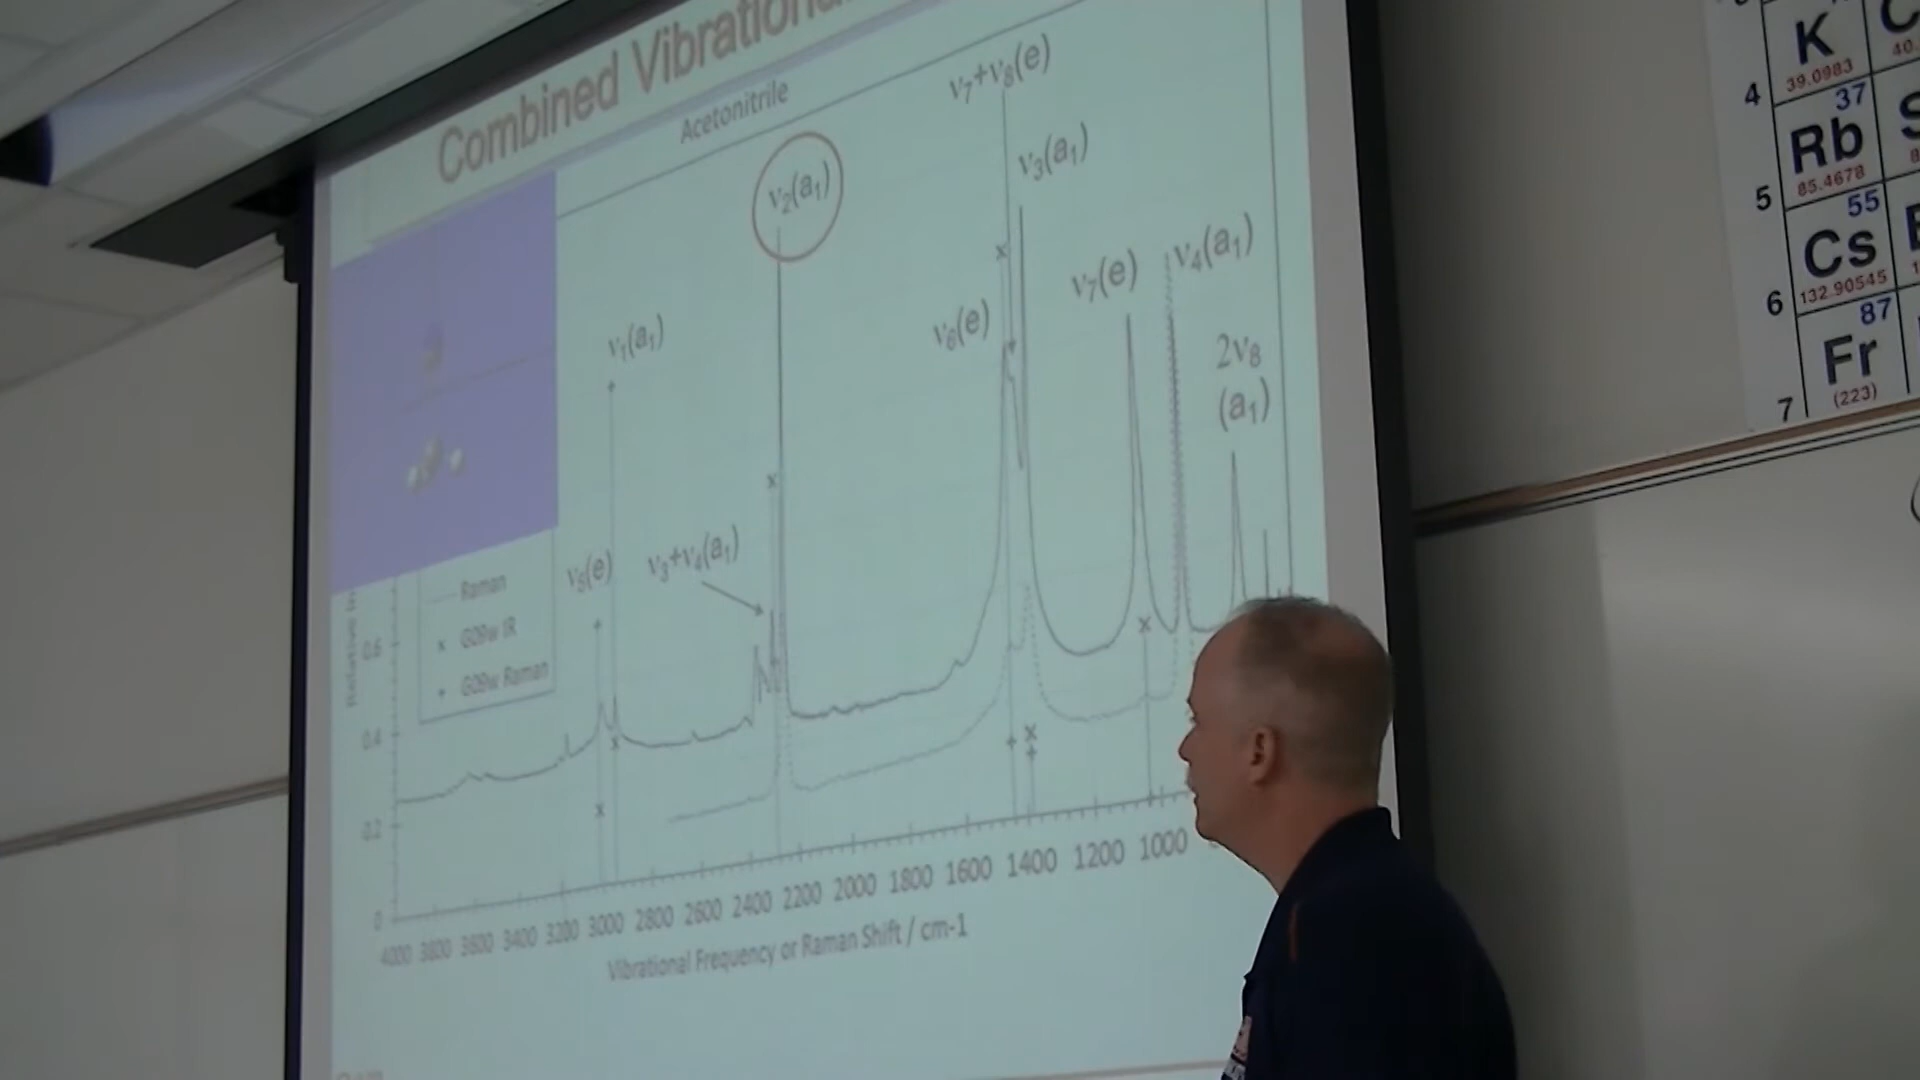 Combined Vibrational
Acetonitrile
ν7+ν8(e)
ν3(a1)
ν2(a1)
ν4(a1)
ν7(e)
ν6(e)
ν1(a1)
2ν8
(a1)
ν3+ν4(a1)
ν5(e)
Raman
x G09w IR
+ G09w Raman
0.6
0.4
0.2
0
4000 3800 3600 3400 3200 3000 2800 2600 2400 2200 2000 1800 1600 1400 1200 1000
Vibrational Frequency or Raman Shift / cm-1
K
39.0983
40.
4
37
Rb
85.4678
5
55
Cs
132.90545
6
87
Fr
(223)
7